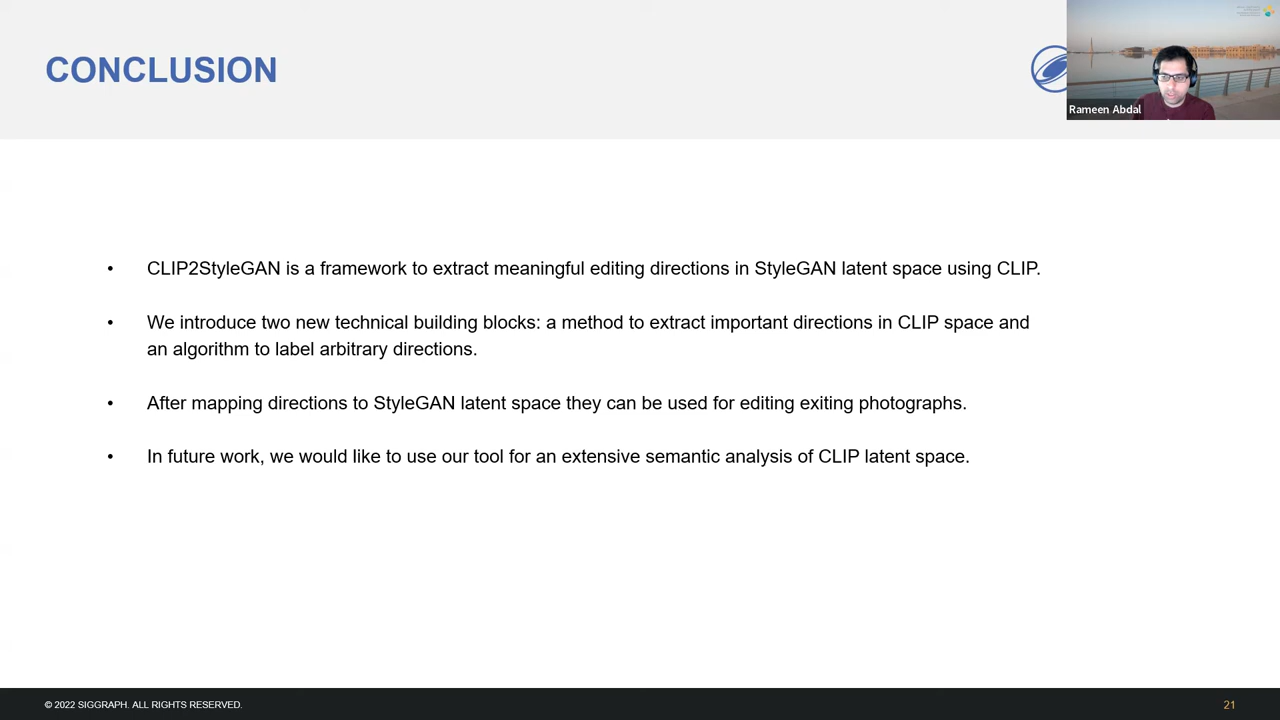 CONCLUSION
Rameen Abdal
• CLIP2StyleGAN is a framework to extract meaningful editing directions in StyleGAN latent space using CLIP.
• We introduce two new technical building blocks: a method to extract important directions in CLIP space and
an algorithm to label arbitrary directions.
• After mapping directions to StyleGAN latent space they can be used for editing exiting photographs.
• In future work, we would like to use our tool for an extensive semantic analysis of CLIP latent space.
© 2022 SIGGRAPH. ALL RIGHTS RESERVED.
21